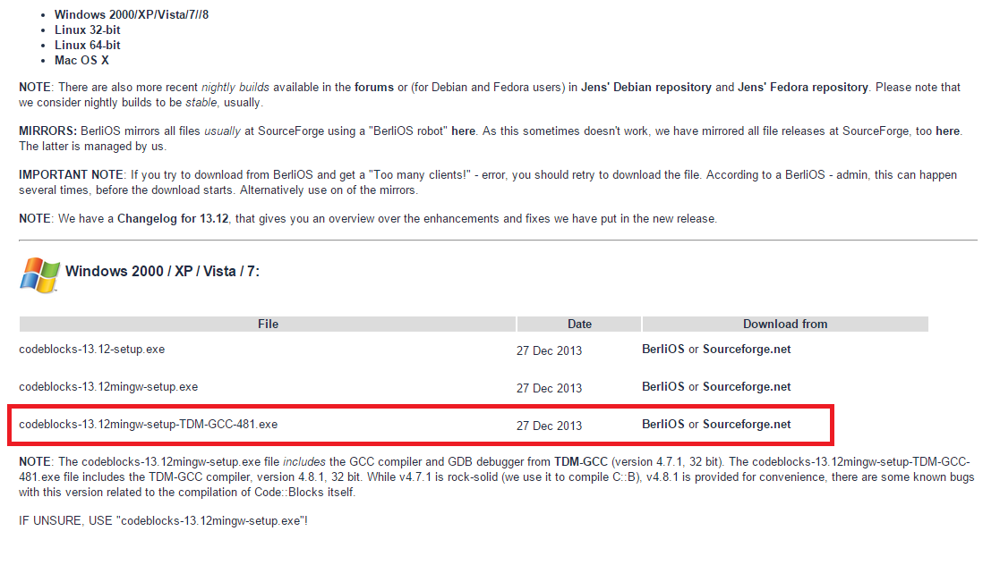 Windows 2000/XP/Vista/7//8
Linux 32-bit
Linux 64-bit
Mac OS X
NOTE: There are also more recent nightly builds available in the forums or (for Debian and Fedora users) in Jens' Debian repository and Jens' Fedora repository. Please note that
we consider nightly builds to be stable, usually.
MIRRORS: BerliOS mirrors all files usually at SourceForge using a "BerliOS robot" here. As this sometimes doesn't work, we have mirrored all file releases at SourceForge, too here.
The latter is managed by us.
IMPORTANT NOTE: If you try to download from BerliOS and get a "Too many clients!" - error, you should retry to download the file. According to a BerliOS - admin, this can happen
several times, before the download starts. Alternatively use on of the mirrors.
NOTE: We have a Changelog for 13.12, that gives you an overview over the enhancements and fixes we have put in the new release.
Windows 2000 / XP / Vista / 7:
File Date Download from
codeblocks-13.12-setup.exe 27 Dec 2013 BerliOS or Sourceforge.net
codeblocks-13.12mingw-setup.exe 27 Dec 2013 BerliOS or Sourceforge.net
codeblocks-13.12mingw-setup-TDM-GCC-481.exe 27 Dec 2013 BerliOS or Sourceforge.net
NOTE: The codeblocks-13.12mingw-setup.exe file includes the GCC compiler and GDB debugger from TDM-GCC (version 4.7.1, 32 bit). The codeblocks-13.12mingw-setup-TDM-GCC-
481.exe file includes the TDM-GCC compiler, version 4.8.1, 32 bit. While v4.7.1 is rock-solid (we use it to compile C::B), v4.8.1 is provided for convenience, there are some known bugs
with this version related to the compilation of Code::Blocks itself.
IF UNSURE, USE "codeblocks-13.12mingw-setup.exe"!